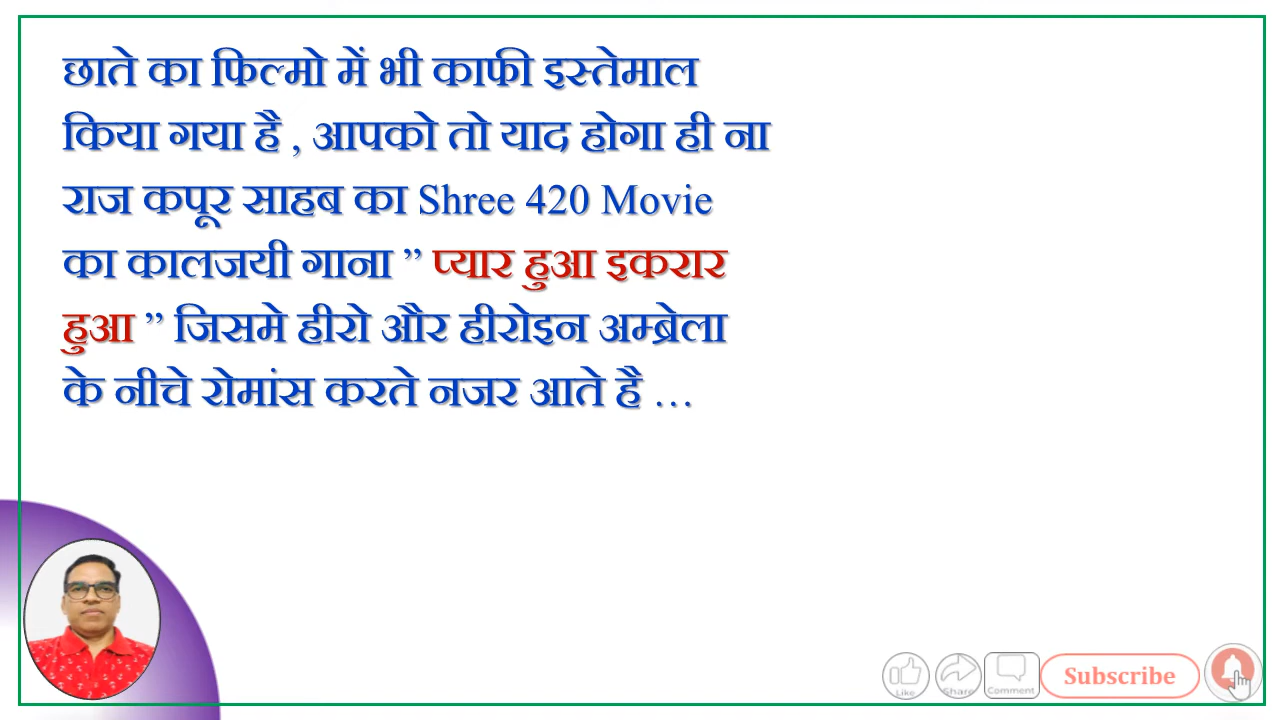 छाते का फिल्मो में भी काफी इस्तेमाल
किया गया है , आपको तो याद होगा ही ना
राज कपूर साहब का Shree 420 Movie
का कालजयी गाना ” प्यार हुआ इकरार
हुआ ” जिसमे हीरो और हीरोइन अम्ब्रेला
के नीचे रोमांस करते नजर आते है …
Like Share Comment Subscribe